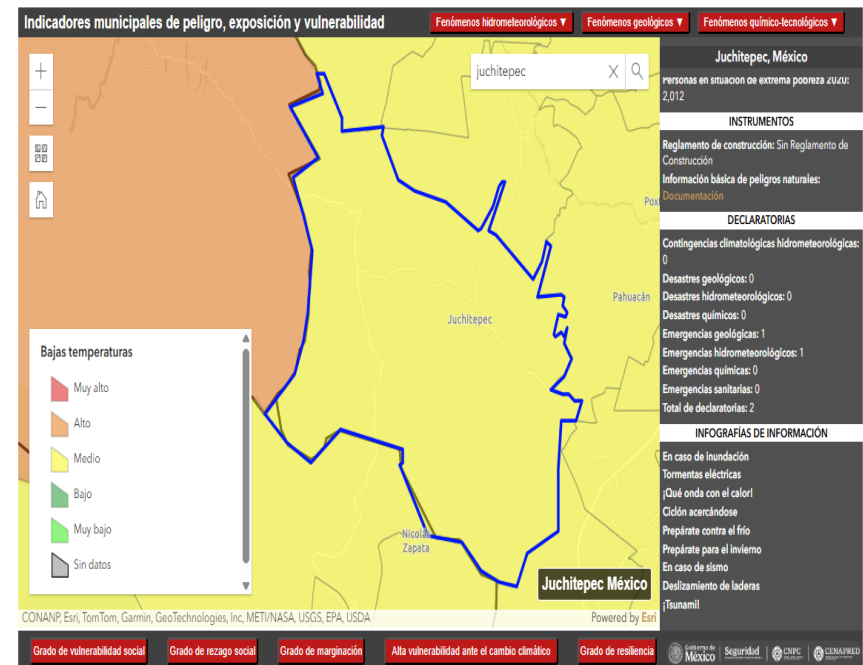 Indicadores municipales de peligro, exposición y vulnerabilidad
Fenómenos hidrometeorológicos ▼
Fenómenos geológicos ▼
Fenómenos químico-tecnológicos ▼
juchitepec
Juchitepec, México
Personas en situación de extrema pobreza 2020:
2,012
INSTRUMENTOS
Reglamento de construcción: Sin Reglamento de
Construcción
Información básica de peligros naturales:
Documentación
DECLARATORIAS
Contingencias climatológicas hidrometeorológicas:
0
Desastres geológicos: 0
Desastres hidrometeorológicos: 0
Desastres químicos: 0
Emergencias geológicas: 1
Emergencias hidrometeorológicas: 1
Emergencias químicas: 0
Emergencias sanitarias: 0
Total de declaratorias: 2
INFOGRAFÍAS DE INFORMACIÓN
En caso de inundación
Tormentas eléctricas
¡Qué onda con el calor!
Ciclón acercándose
Prepárate contra el frío
Prepárate para el invierno
En caso de sismo
Deslizamiento de laderas
¡Tsunami!
Pahuacán
Juchitepec
Nicolás
Zapata
Bajas temperaturas
Muy alto
Alto
Medio
Bajo
Muy bajo
Sin datos
Juchitepec México
CONANP, Esri, TomTom, Garmin, GeoTechnologies, Inc, METI/NASA, USGS, EPA, USDA
Powered by Esri
Grado de vulnerabilidad social
Grado de rezago social
Grado de marginación
Alta vulnerabilidad ante el cambio climático
Grado de resiliencia
Gobierno de
México
Seguridad
CNPC
CENAPRED